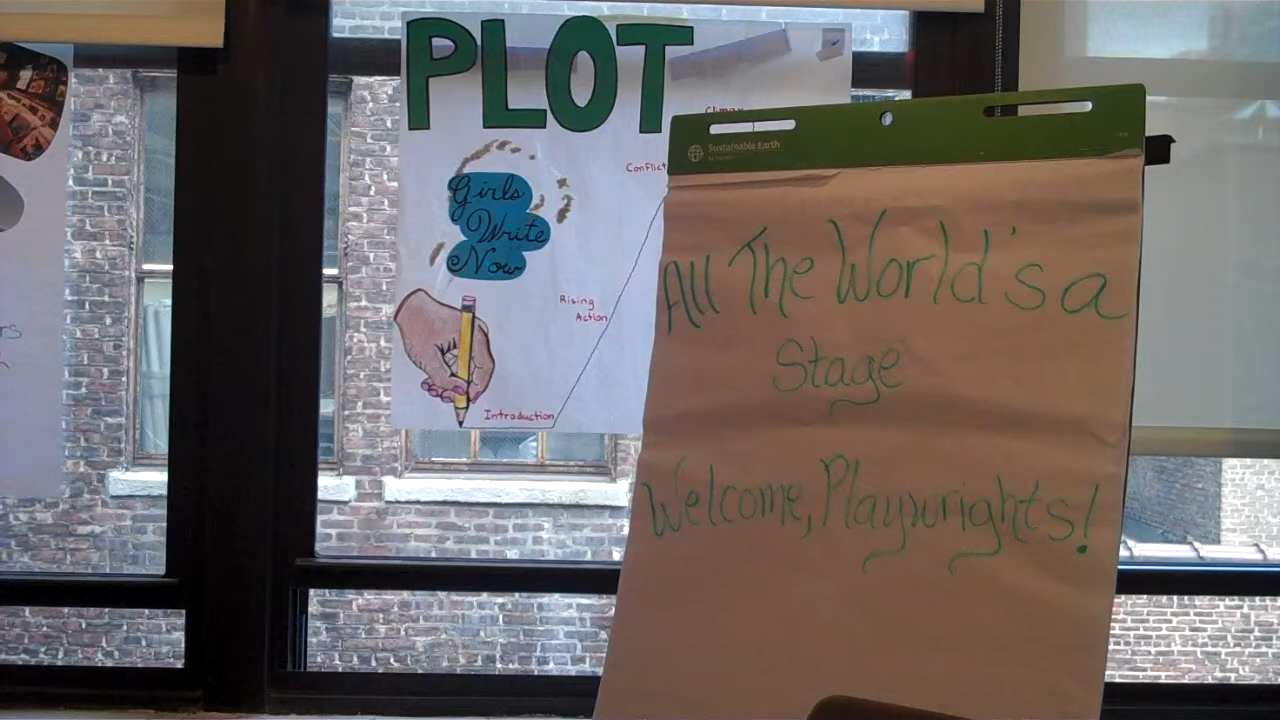 PLOT
Climax
Conflict
Girls
Write
Now
Rising
Action
Introduction
Sustainable Earth
All The World's a
Stage
Welcome, Playwrights!